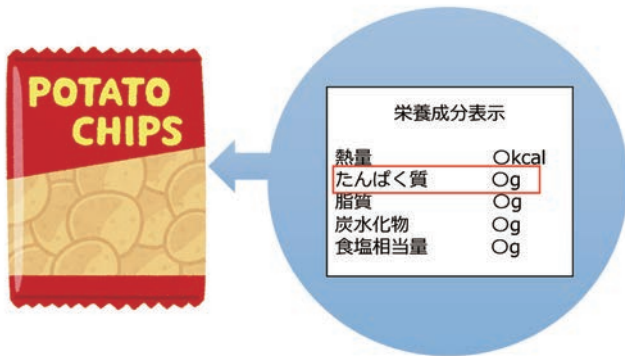 POTATO
CHIPS
栄養成分表示
熱量 〇kcal
たんぱく質 〇g
脂質 〇g
炭水化物 〇g
食塩相当量 〇g